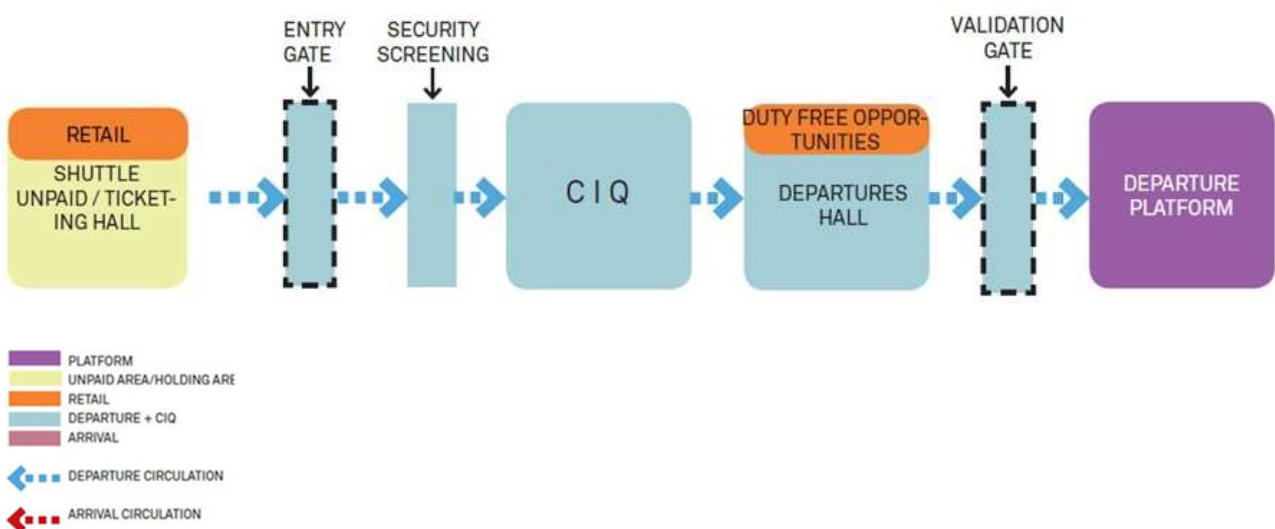 ENTRY
GATE
SECURITY
SCREENING
VALIDATION
GATE
RETAIL
SHUTTLE
UNPAID / TICKET-
ING HALL
CIQ
DUTY FREE OPPOR-
TUNITIES
DEPARTURES
HALL
DEPARTURE
PLATFORM
PLATFORM
UNPAID AREA/HOLDING ARE
RETAIL
DEPARTURE + CIQ
ARRIVAL
DEPARTURE CIRCULATION
ARRIVAL CIRCULATION